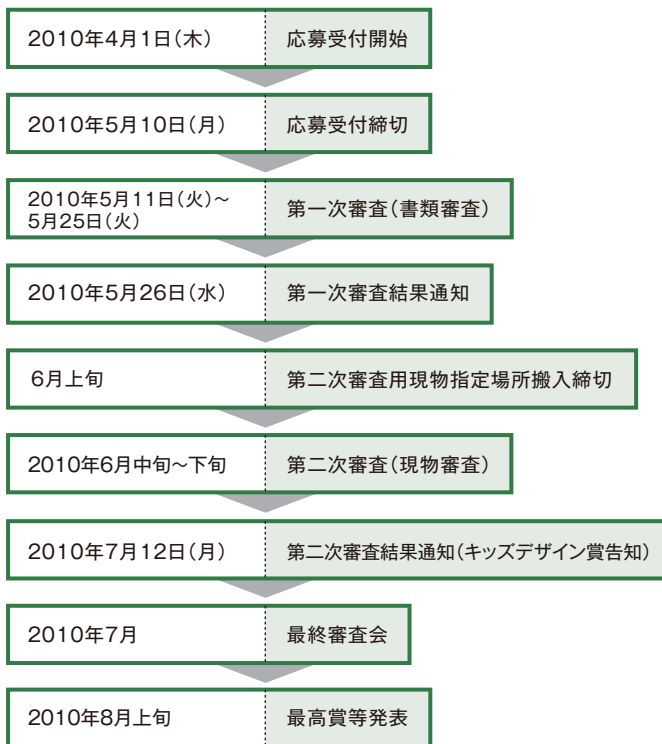 2010年4月1日(木) 応募受付開始
2010年5月10日(月) 応募受付締切
2010年5月11日(火)～
5月25日(火)
第一次審査(書類審査)
2010年5月26日(水) 第一次審査結果通知
6月上旬 第二次審査用現物指定場所搬入締切
2010年6月中旬～下旬 第二次審査(現物審査)
2010年7月12日(月) 第二次審査結果通知(キッズデザイン賞告知)
2010年7月 最終審査会
2010年8月上旬 最高賞等発表